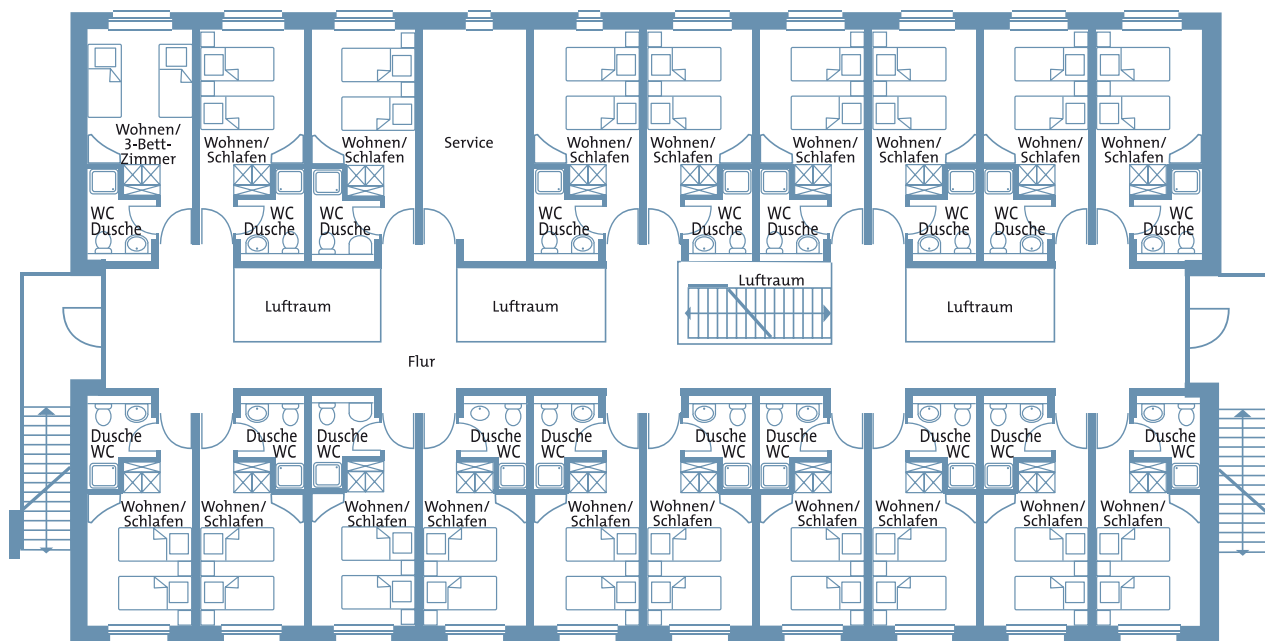 Wohnen/
3-Bett-
Zimmer
Wohnen/
Schlafen
Wohnen/
Schlafen
Service
Wohnen/
Schlafen
Wohnen/
Schlafen
Wohnen/
Schlafen
Wohnen/
Schlafen
Wohnen/
Schlafen
Wohnen/
Schlafen
WC
Dusche
WC
Dusche
WC
Dusche
WC
Dusche
WC
Dusche
WC
Dusche
WC
Dusche
WC
Dusche
WC
Dusche
Luftraum
Luftraum
Luftraum
Luftraum
Flur
Dusche
WC
Dusche
WC
Dusche
WC
Dusche
WC
Dusche
WC
Dusche
WC
Dusche
WC
Dusche
WC
Dusche
WC
Dusche
WC
Wohnen/
Schlafen
Wohnen/
Schlafen
Wohnen/
Schlafen
Wohnen/
Schlafen
Wohnen/
Schlafen
Wohnen/
Schlafen
Wohnen/
Schlafen
Wohnen/
Schlafen
Wohnen/
Schlafen
Wohnen/
Schlafen